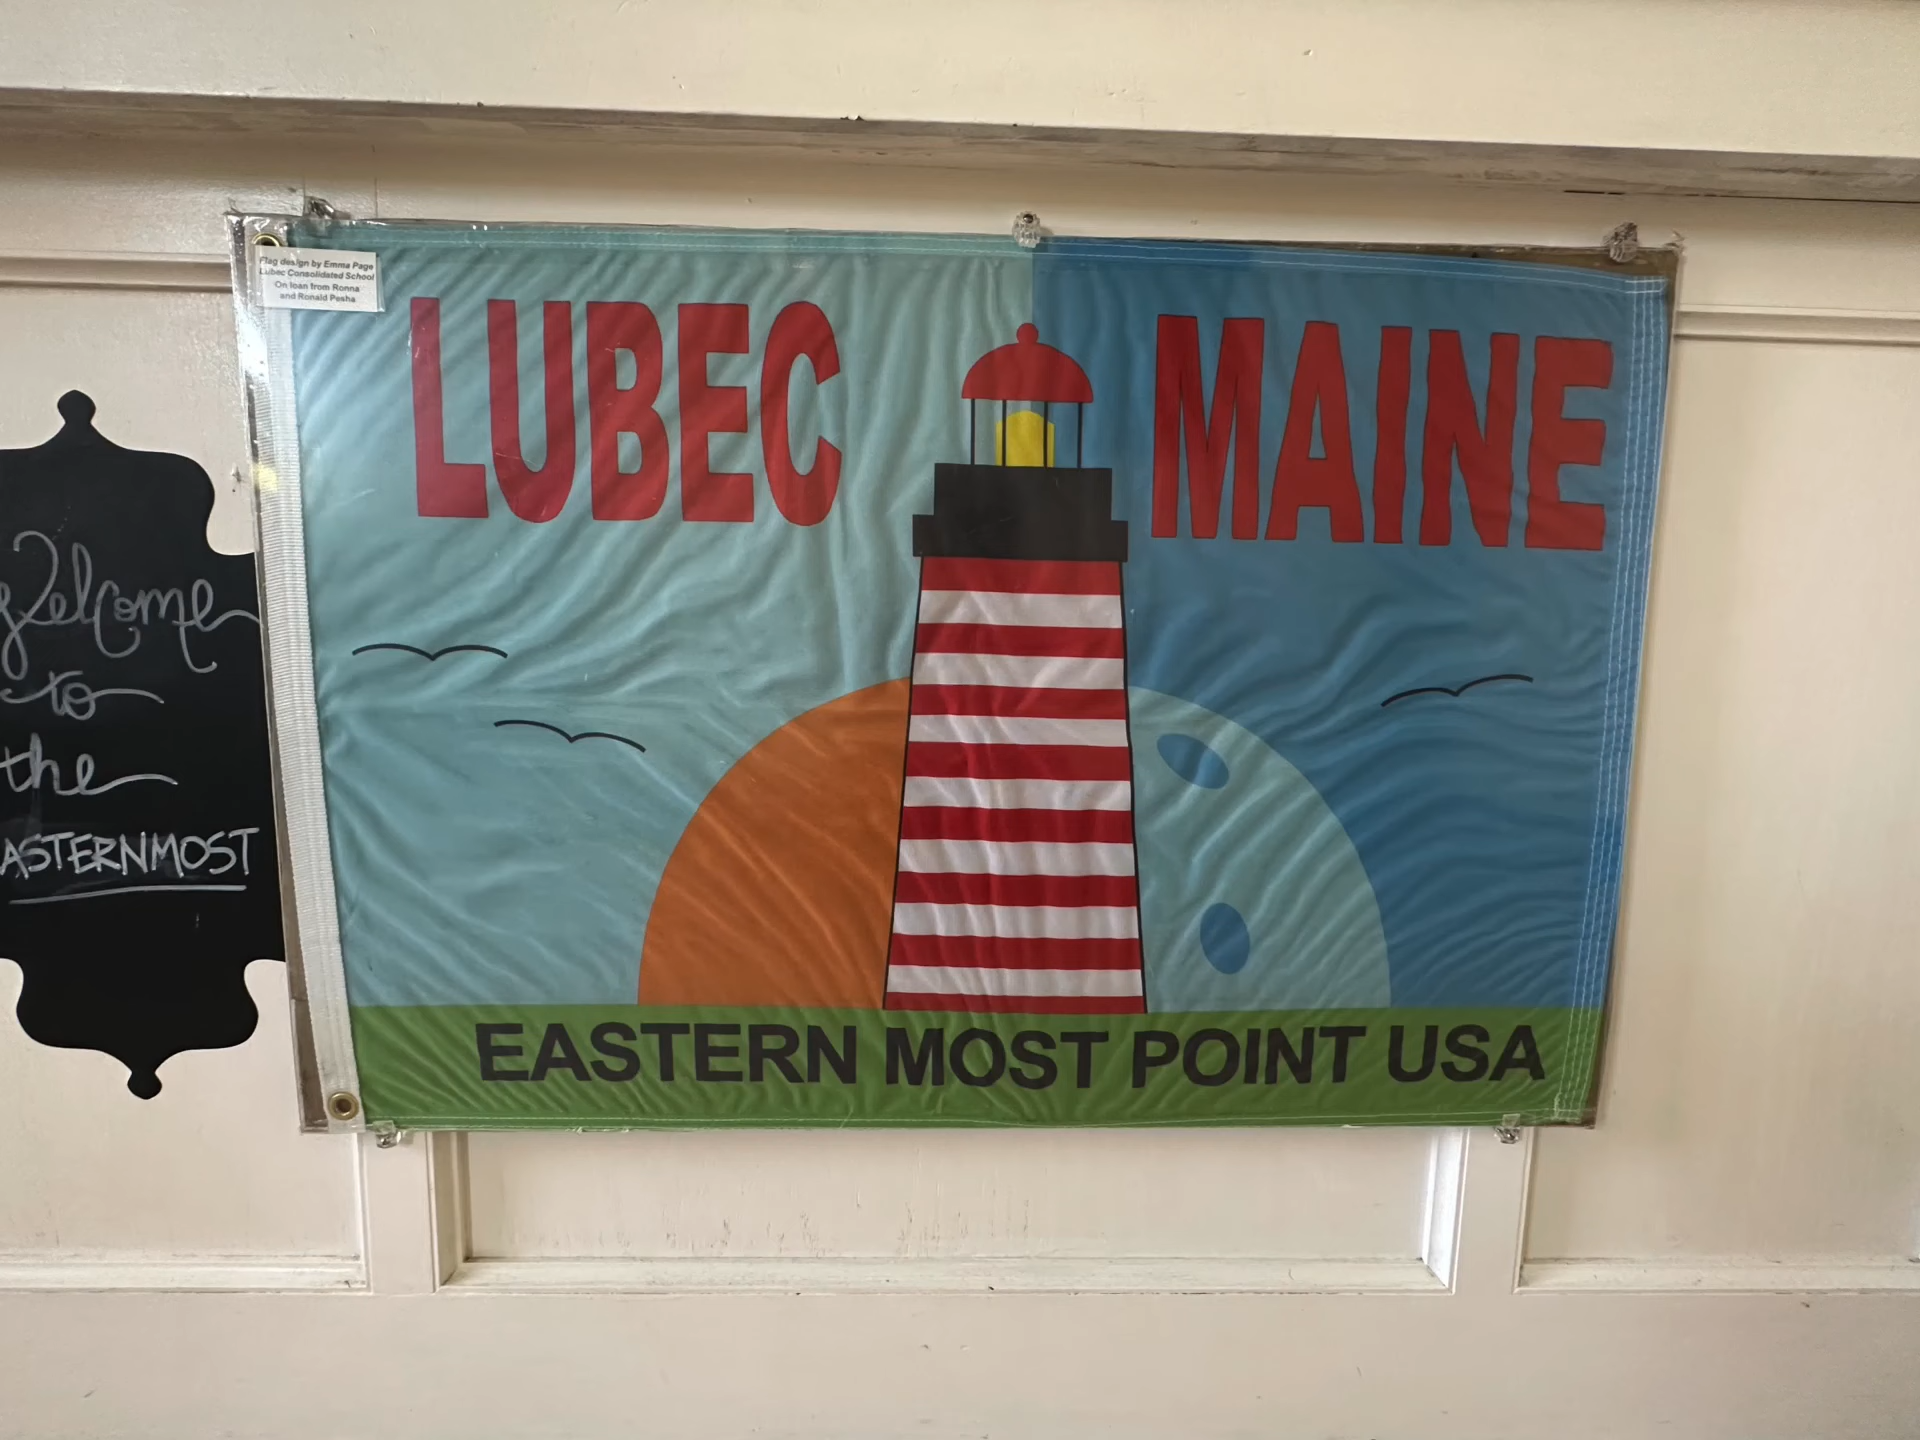 Welcome
to
the
ASTERNMOST
Flag design by Emma Page
Lubec Consolidated School
On loan from Ronna
and Ronald Pesha
LUBEC MAINE
EASTERN MOST POINT USA